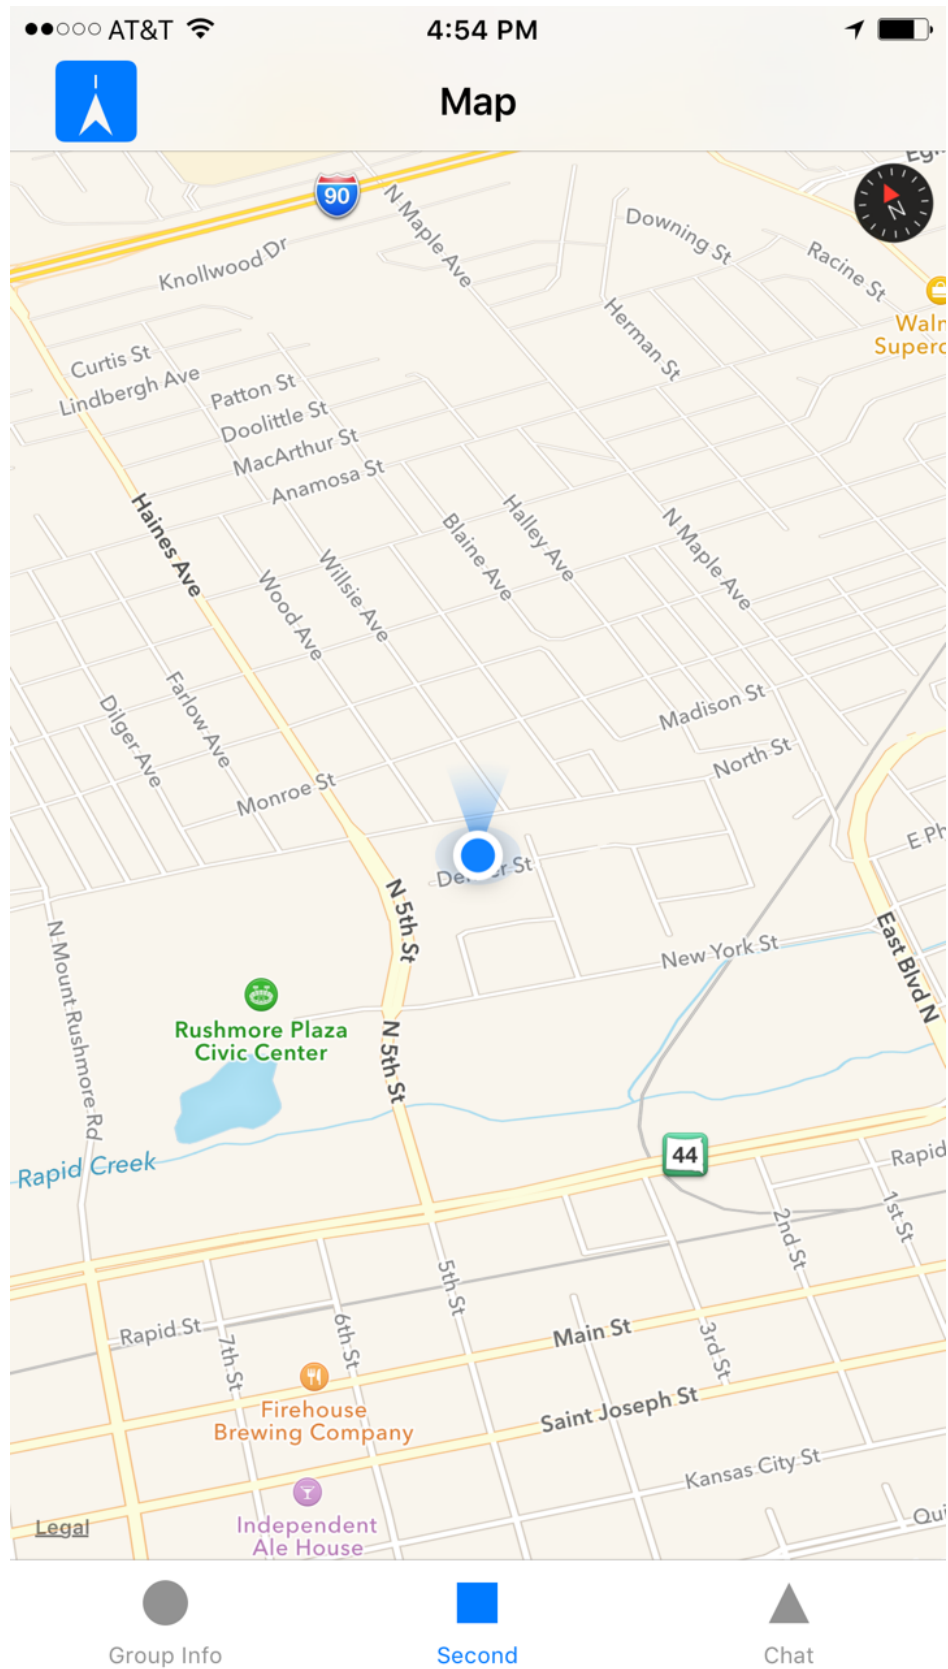 AT&T
4:54 PM
Map
90
N Maple Ave
Downing St
Racine St
Knollwood Dr
N
Herman St
Curtis St
Lindbergh Ave
Patton St
Doolittle St
MacArthur St
Anamosa St
Haines Ave
Halley Ave
Blaine Ave
N Maple Ave
Willsie Ave
Wood Ave
Farlow Ave
Dilger Ave
Madison St
North St
Monroe St
St
N 5th St
East Blvd N
New York St
N Mount Rushmore Rd
Rushmore Plaza
Civic Center
N 5th St
Rapid Creek
44
Rapid
1st St
2nd St
5th St
Rapid St
6th St
7th St
Main St
3rd St
Firehouse
Brewing Company
Saint Joseph St
Kansas City St
Independent
Ale House
Legal
Group Info
Second
Chat